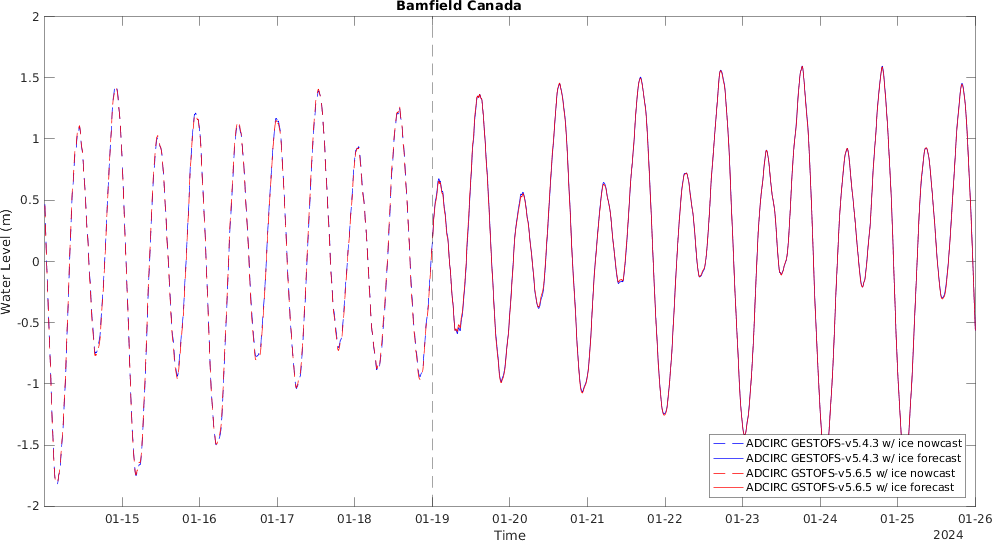 Bamfield Canada
2
1.5
1
0.5
0
-0.5
-1
-1.5
-2
Water Level (m)
ADCIRC GESTOFS-v5.4.3 w/ ice nowcast
ADCIRC GESTOFS-v5.4.3 w/ ice forecast
ADCIRC GSTOFS-v5.6.5 w/ ice nowcast
ADCIRC GSTOFS-v5.6.5 w/ ice forecast
01-15 01-16 01-17 01-18 01-19 01-20 01-21 01-22 01-23 01-24 01-25 01-26
Time
2024